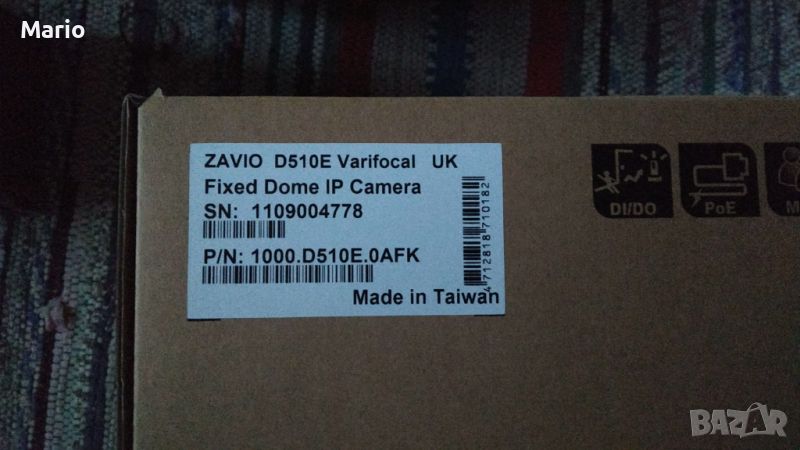 Mario
ZAVIO D510E Varifocal UK
Fixed Dome IP Camera
SN: 1109004778
P/N: 1000.D510E.0AFK
Made in Taiwan
4712818710182
DI/DO
PoE
BAZAR